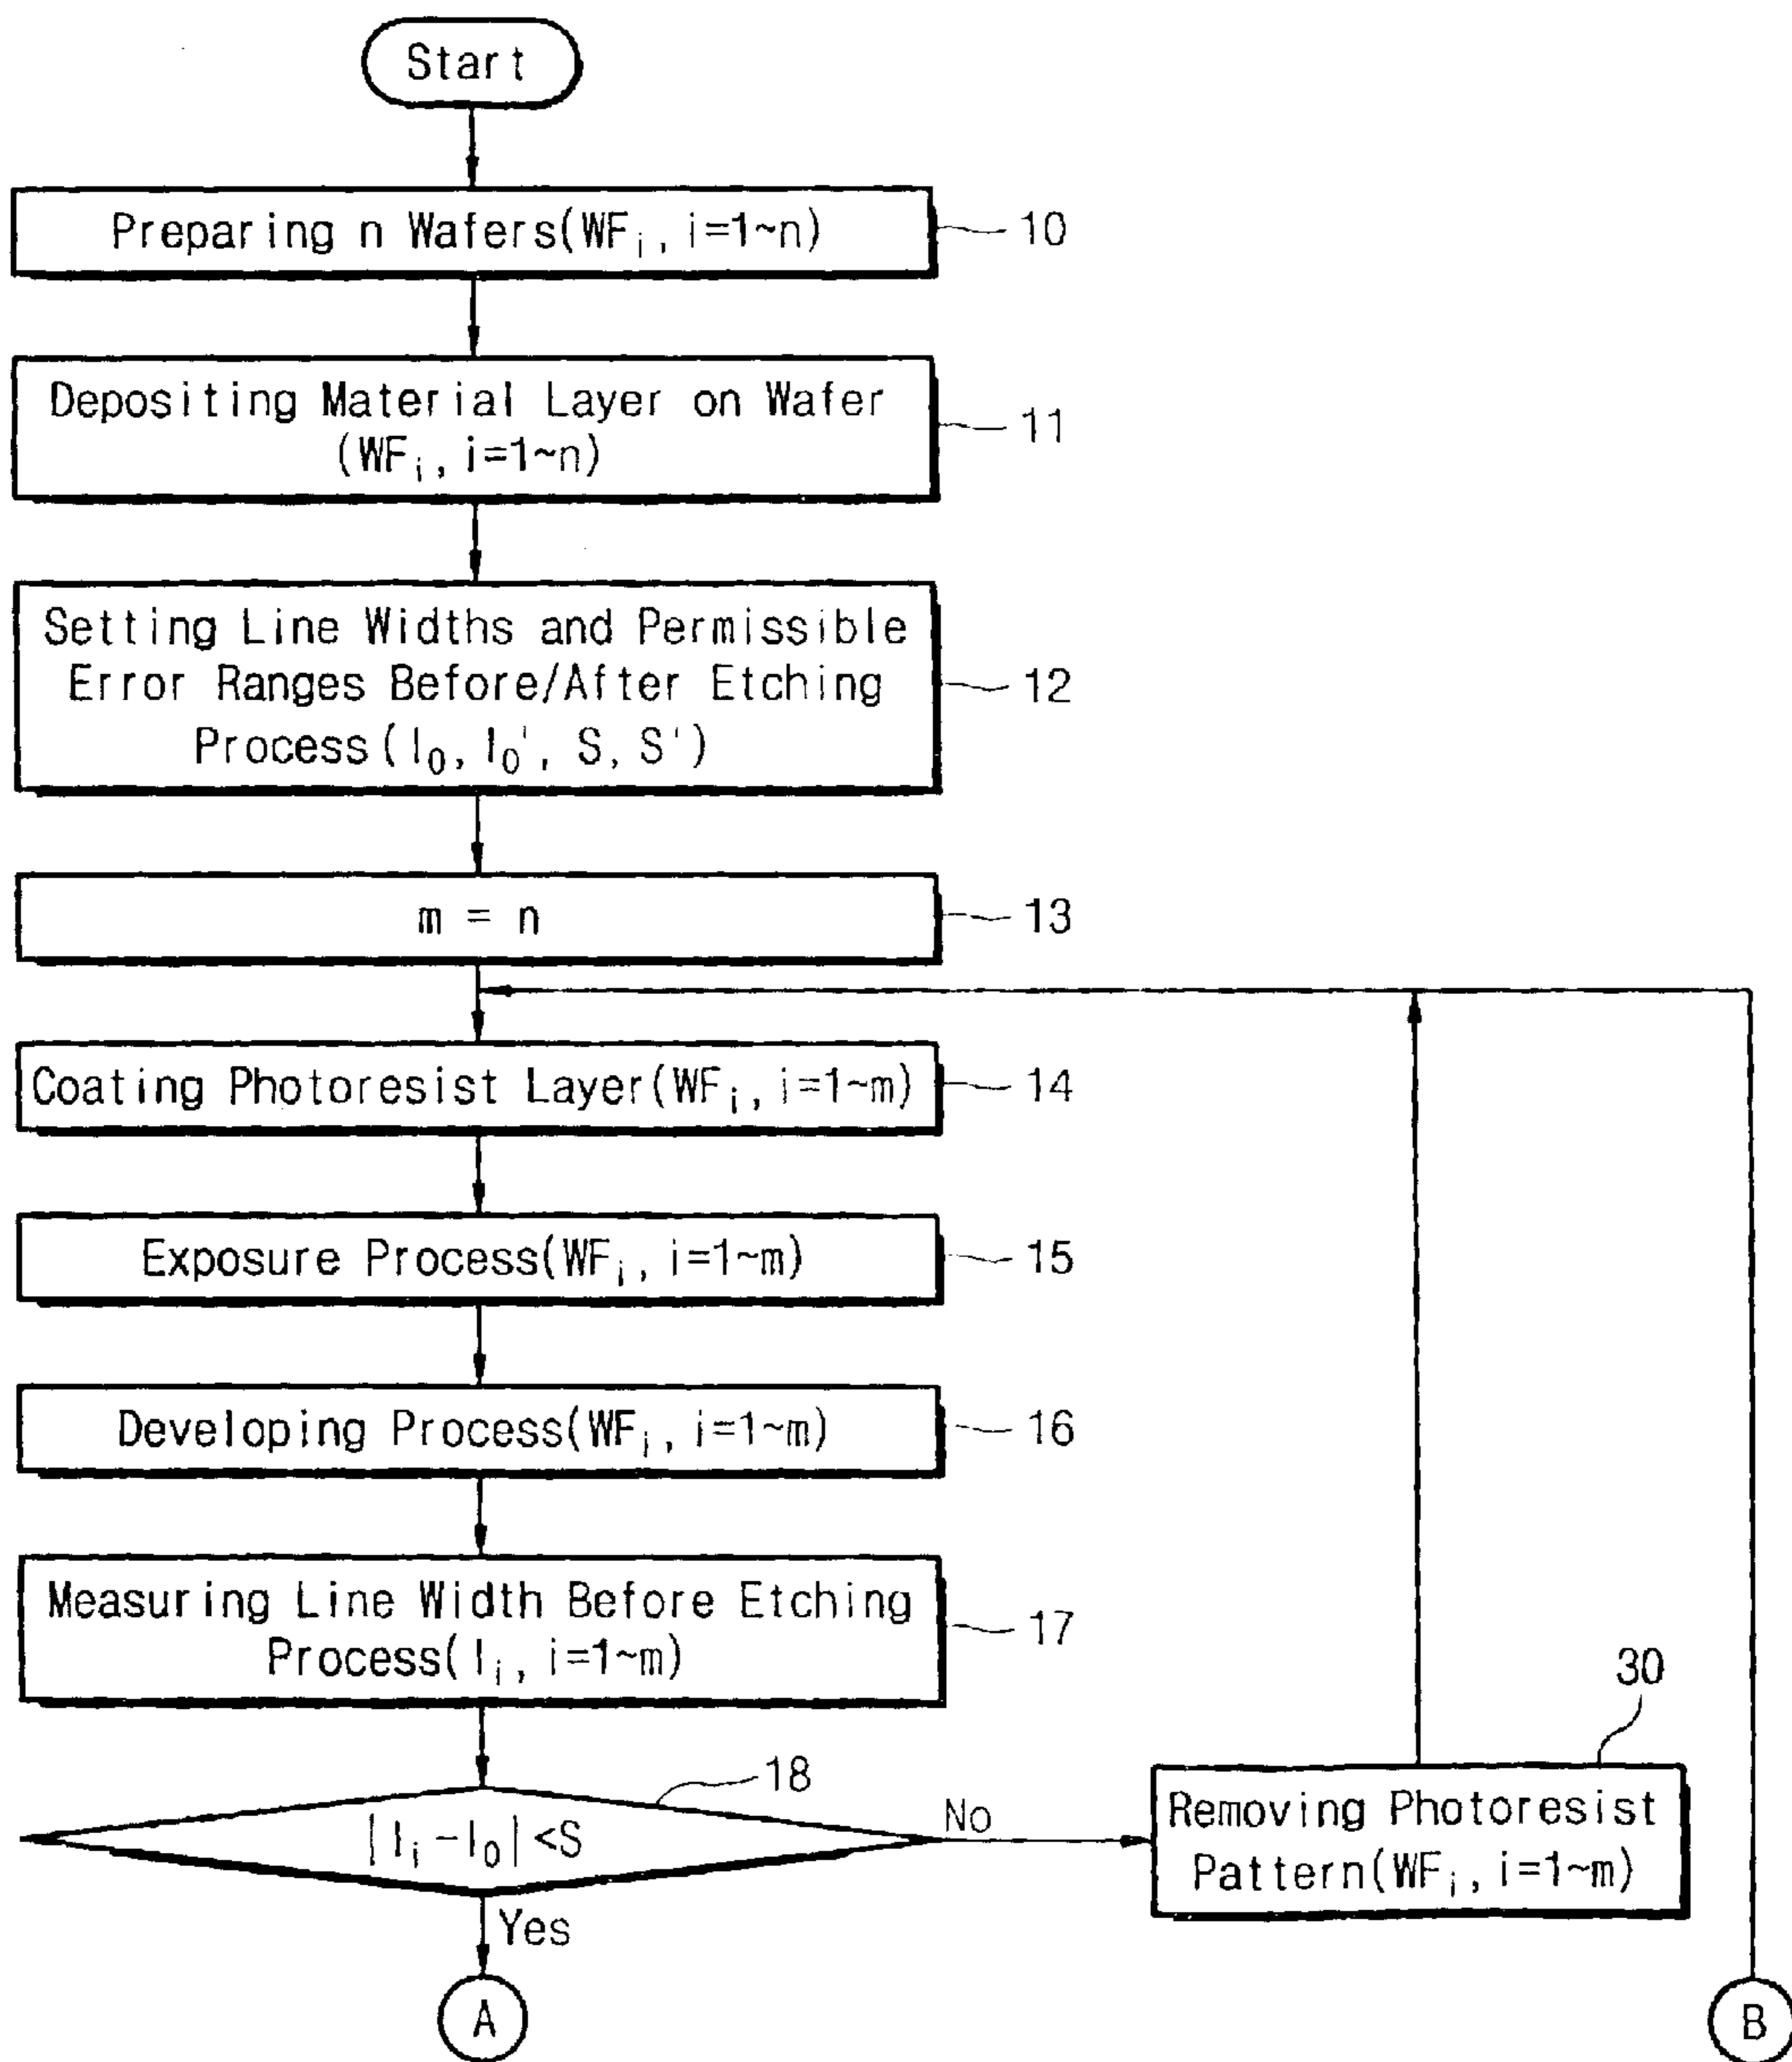 Start
Preparing n Wafers(WFi, i=1~n)
10
Depositing Material Layer on Wafer
(WFi, i=1~n)
11
Setting Line Widths and Permissible
Error Ranges Before/After Etching
Process(l0, l0', S, S')
12
m = n
13
Coating Photoresist Layer(WFi, i=1~m)
14
Exposure Process(WFi, i=1~m)
15
Developing Process(WFi, i=1~m)
16
Measuring Line Width Before Etching
Process(li, i=1~m)
17
18
|li-l0|<S
No
Yes
30
Removing Photoresist
Pattern(WFi, i=1~m)
A
B